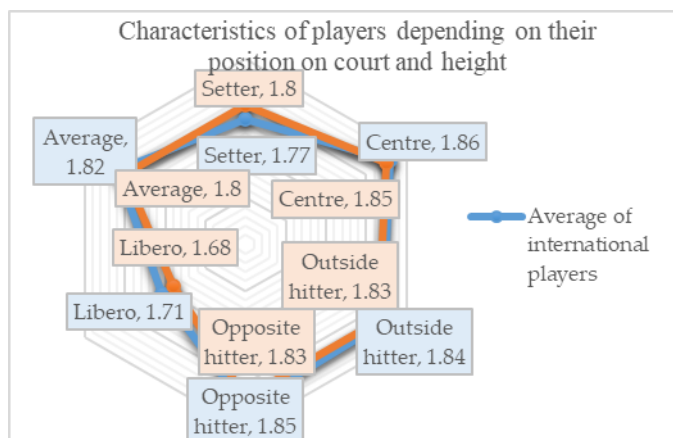 Characteristics of players depending on their
position on court and height
Setter, 1.8
Average,
1.82
Setter, 1.77
Centre, 1.86
Average, 1.8
Centre, 1.85
Libero, 1.68
Outside
hitter, 1.83
Average of
international
players
Libero, 1.71
Opposite
hitter, 1.83
Outside
hitter, 1.84
Opposite
hitter, 1.85